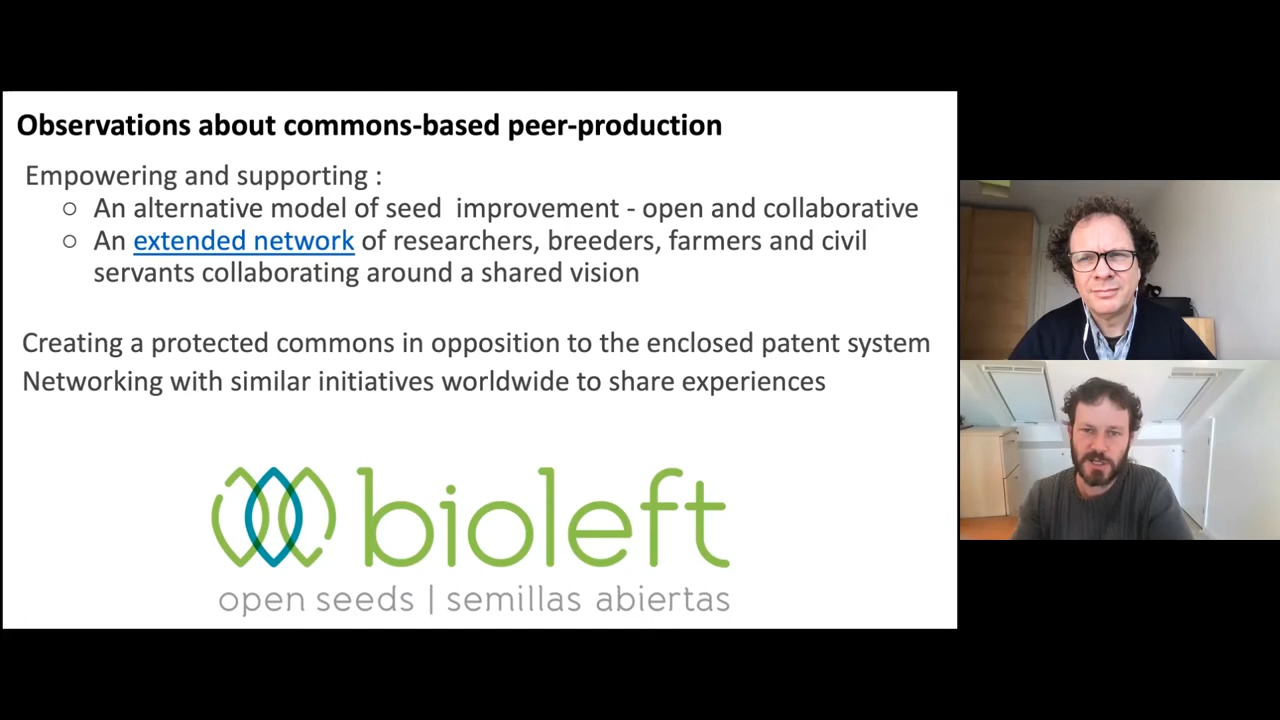 Observations about commons-based peer-production
Empowering and supporting :
○ An alternative model of seed improvement - open and collaborative
○ An extended network of researchers, breeders, farmers and civil
servants collaborating around a shared vision
Creating a protected commons in opposition to the enclosed patent system
Networking with similar initiatives worldwide to share experiences
bioleft
open seeds | semillas abiertas